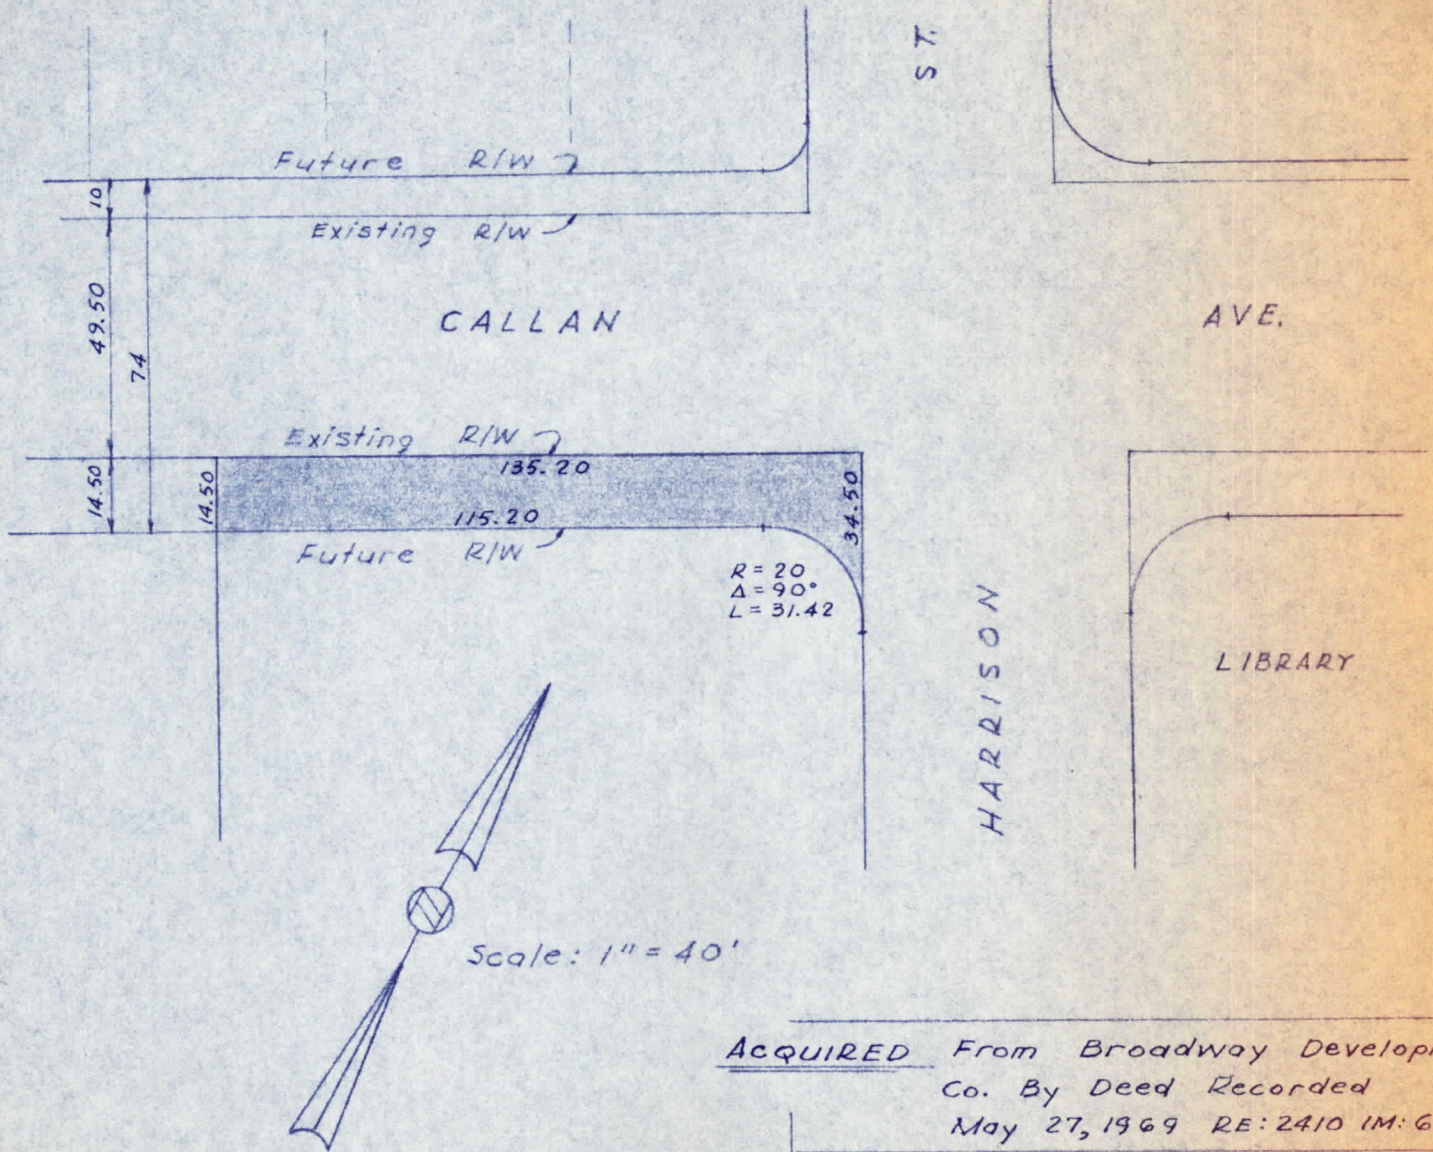 ST.
Future R/W
10
Existing R/W
49.50
74
CALLAN AVE.
Existing R/W
135.20
14.50
14.50
34.50
115.20
Future R/W
R = 20
Δ = 90°
L = 31.42
HARRISON
LIBRARY
Scale: 1" = 40'
ACQUIRED From Broadway
Co. By Deed Recorded
May 27, 1969 RE: 2410 IM: 6